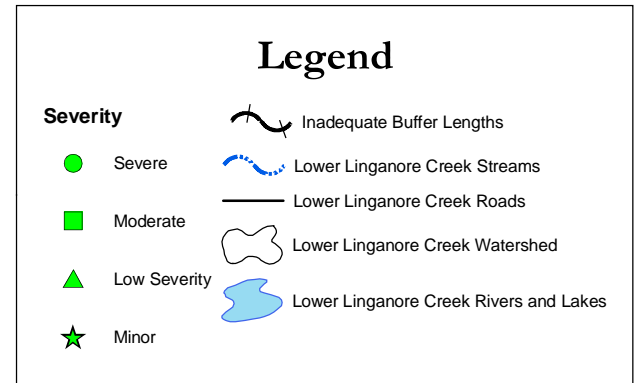 Legend
Severity
Severe
Moderate
Low Severity
Minor
Inadequate Buffer Lengths
Lower Linganore Creek Streams
Lower Linganore Creek Roads
Lower Linganore Creek Watershed
Lower Linganore Creek Rivers and Lakes